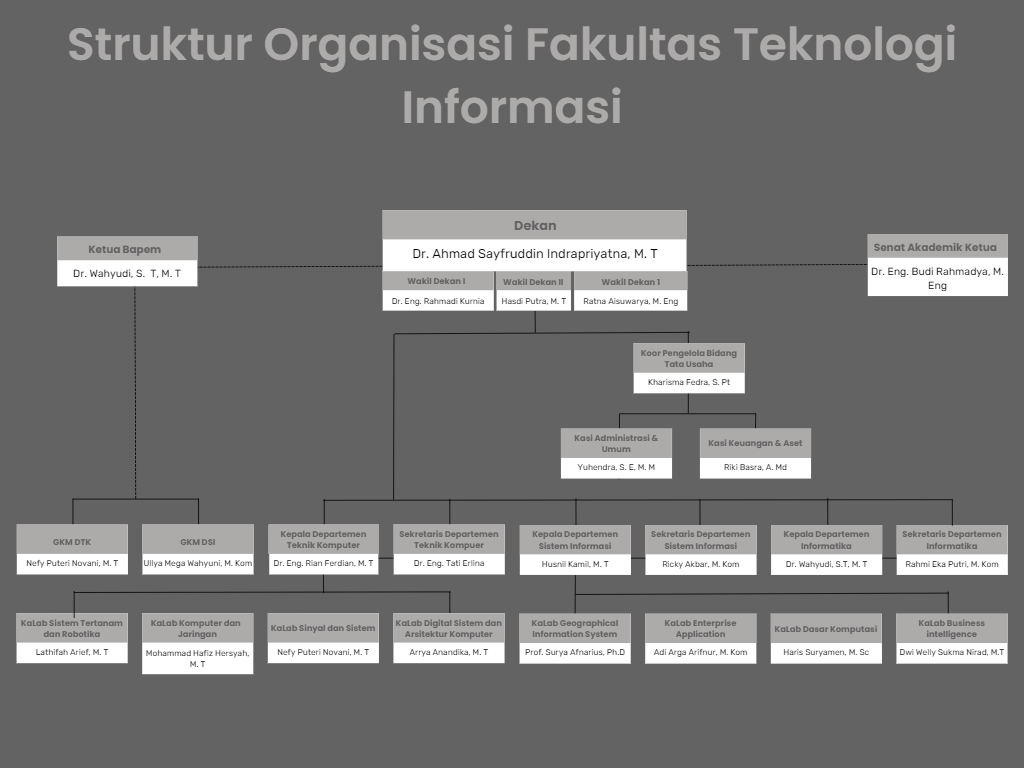 Struktur Organisasi Fakultas Teknologi
Informasi
Dekan
Dr. Ahmad Sayfruddin Indrapriyatna, M. T
Wakil Dekan I
Dr. Eng. Rahmadi Kurnia
Wakil Dekan II
Hasdi Putra, M. T
Wakil Dekan 1
Ratna Aisuwarya, M. Eng
Ketua Bapem
Dr. Wahyudi, S. T, M. T
Senat Akademik Ketua
Dr. Eng. Budi Rahmadya, M.
Eng
Koor Pengelola Bidang
Tata Usaha
Kharisma Fedra, S. Pt
Kasi Administrasi &
Umum
Yuhendra, S. E, M. M
Kasi Keuangan & Aset
Riki Basra, A. Md
GKM DTK
Nefy Puteri Novani, M. T
GKM DSI
Ullya Mega Wahyuni, M. Kom
Kepala Departemen
Teknik Komputer
Dr. Eng. Rian Ferdian, M. T
Sekretaris Departemen
Teknik Kompuer
Dr. Eng. Tati Erlina
Kepala Departemen
Sistem Informasi
Husnil Kamil, M. T
Sekretaris Departemen
Sistem Informasi
Ricky Akbar, M. Kom
Kepala Departemen
Informatika
Dr. Wahyudi, S.T, M. T
Sekretaris Departemen
Informatika
Rahmi Eka Putri, M. Kom
KaLab Sistem Tertanam
dan Robotika
Lathifah Arief, M. T
KaLab Komputer dan
Jaringan
Mohammad Hafiz Hersyah,
M. T
KaLab Sinyal dan Sistem
Nefy Puteri Novani, M. T
KaLab Digital Sistem dan
Arsitektur Komputer
Arrya Anandika, M. T
KaLab Geographical
Information System
Prof. Surya Afnarius, Ph.D
KaLab Enterprise
Application
Adi Arga Arifnur, M. Kom
KaLab Dasar Komputasi
Haris Suryamen, M. Sc
KaLab Business
intelligence
Dwi Welly Sukma Nirad, M.T